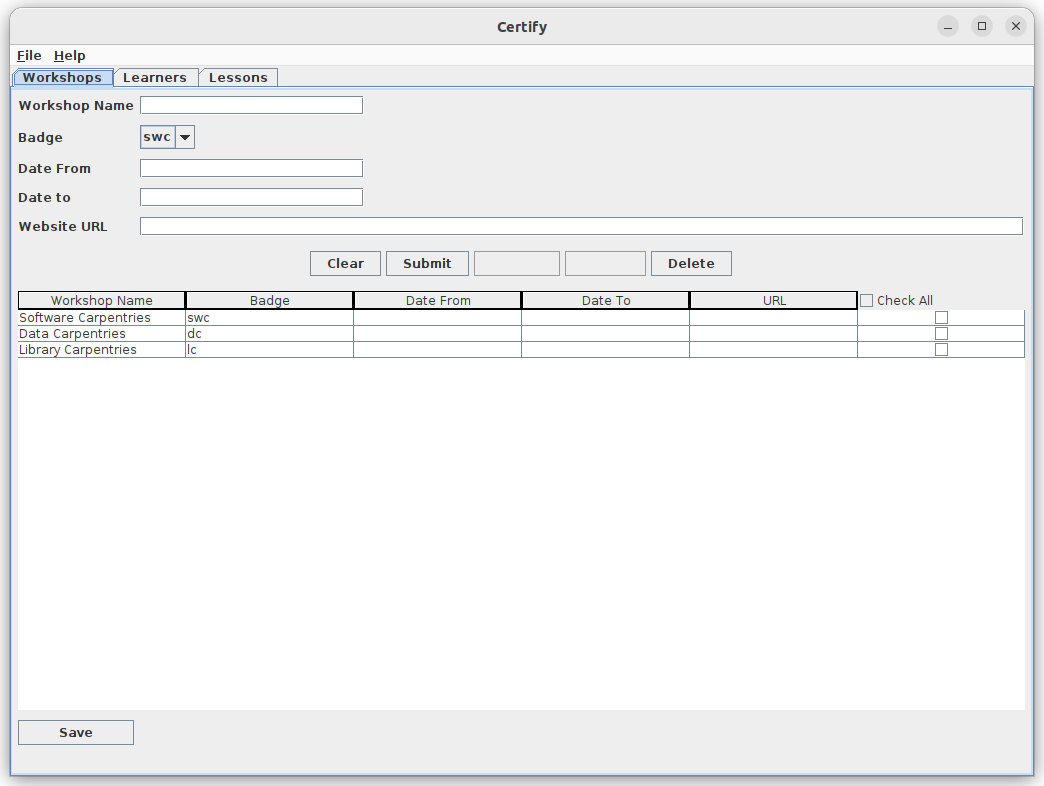 Certify
File Help
Workshops Learners Lessons
Workshop Name
Badge swc
Date From
Date to
Website URL
Clear Submit Delete
Workshop Name Badge Date From Date To URL Check All
Software Carpentries swc
Data Carpentries dc
Library Carpentries lc
Save